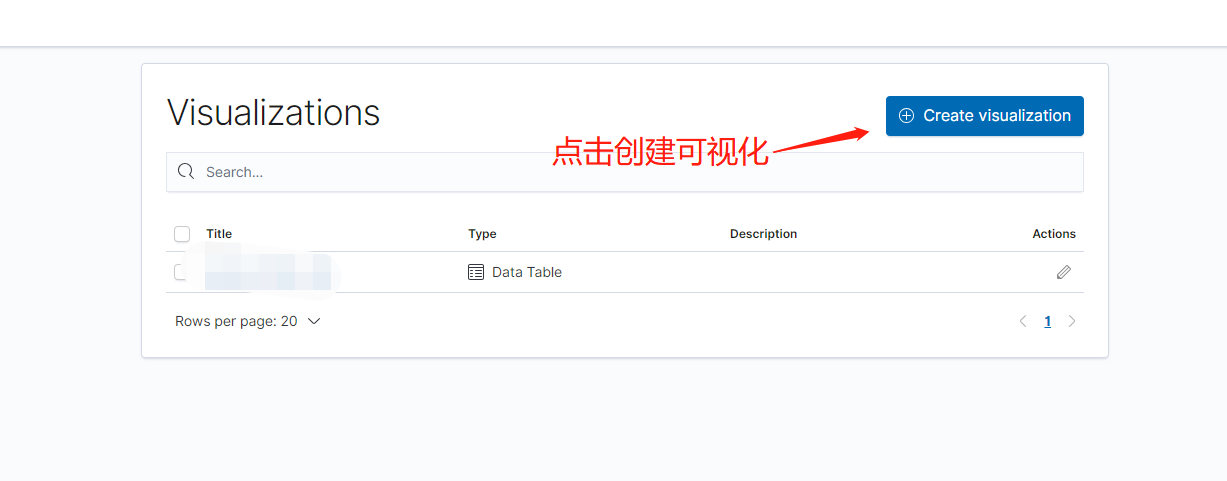 Visualizations
Create visualization
点击创建可视化
Search...
Title Type Description Actions
Data Table
Rows per page: 20 1